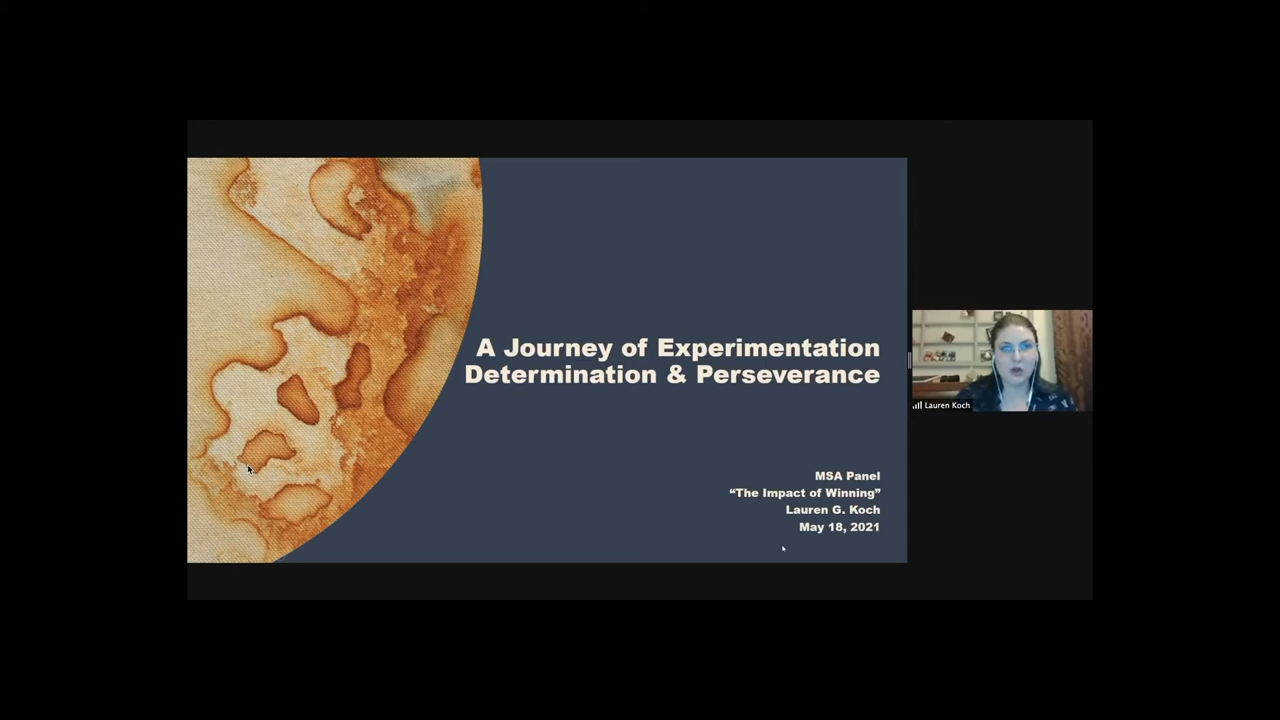 A Journey of Experimentation
Determination & Perseverance
MSA Panel
“The Impact of Winning”
Lauren G. Koch
May 18, 2021
Lauren Koch